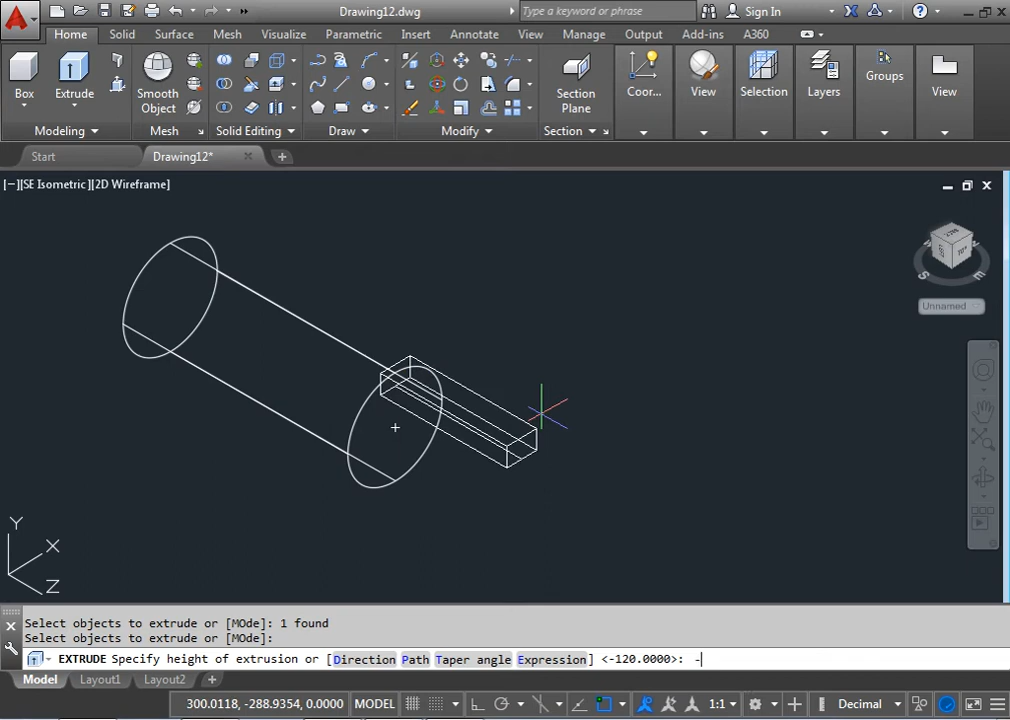 Drawing12.dwg
Type a keyword or phrase
Sign In
Home Solid Surface Mesh Visualize Parametric Insert Annotate View Manage Output Add-ins A360
Box
Extrude
Smooth Object
Section Plane
Coor...
View
Selection
Layers
Groups
View
Modeling
Mesh
Solid Editing
Draw
Modify
Section
Start
Drawing12*
[−][SE Isometric][2D Wireframe]
S E
Unnamed
Y
X
Z
Select objects to extrude or [MOde]: 1 found
Select objects to extrude or [MOde]:
EXTRUDE Specify height of extrusion or [Direction Path Taper angle Expression] <-120.0000>: -
Model Layout1 Layout2 +
300.0118, -288.9354, 0.0000 MODEL 1:1 Decimal